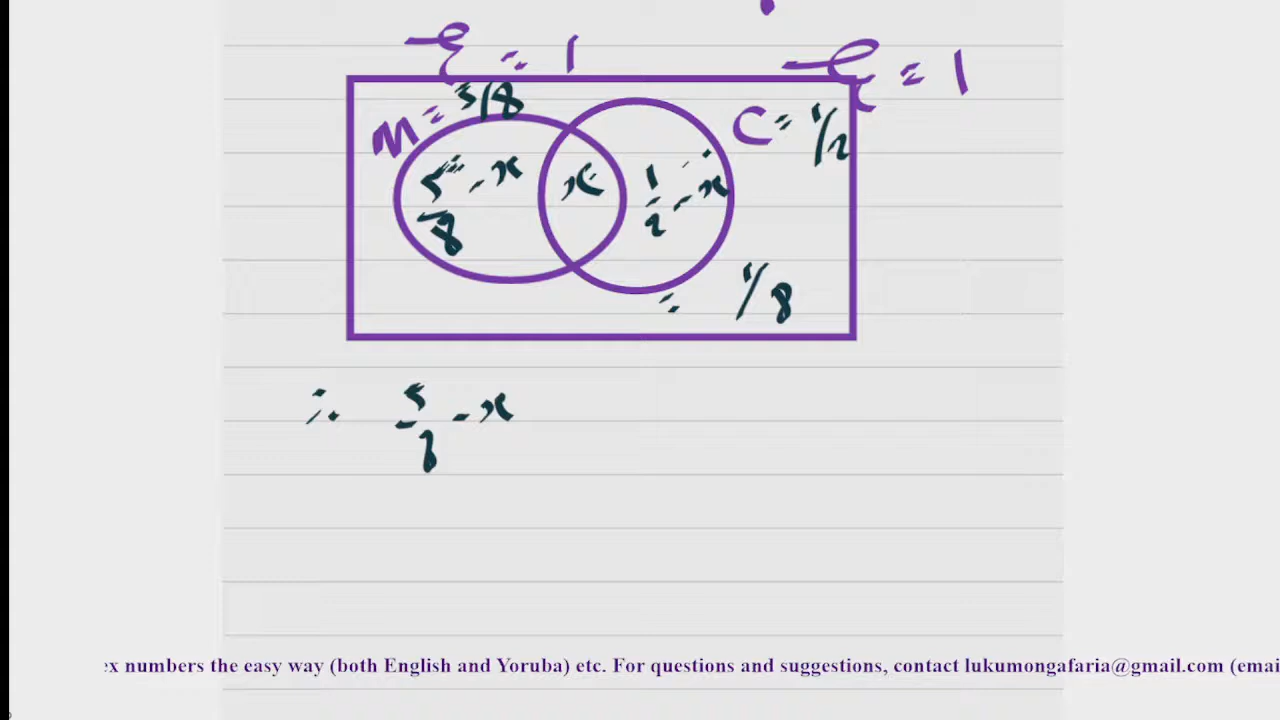 ξ = 1
ξ = 1
M = 5/8
C = 1/2
5/8 - x
x
1/2 - x
= 1/8
∴ 5/8 - x
ex numbers the easy way (both English and Yoruba) etc. For questions and suggestions, contact lukumongafaria@gmail.com (emai